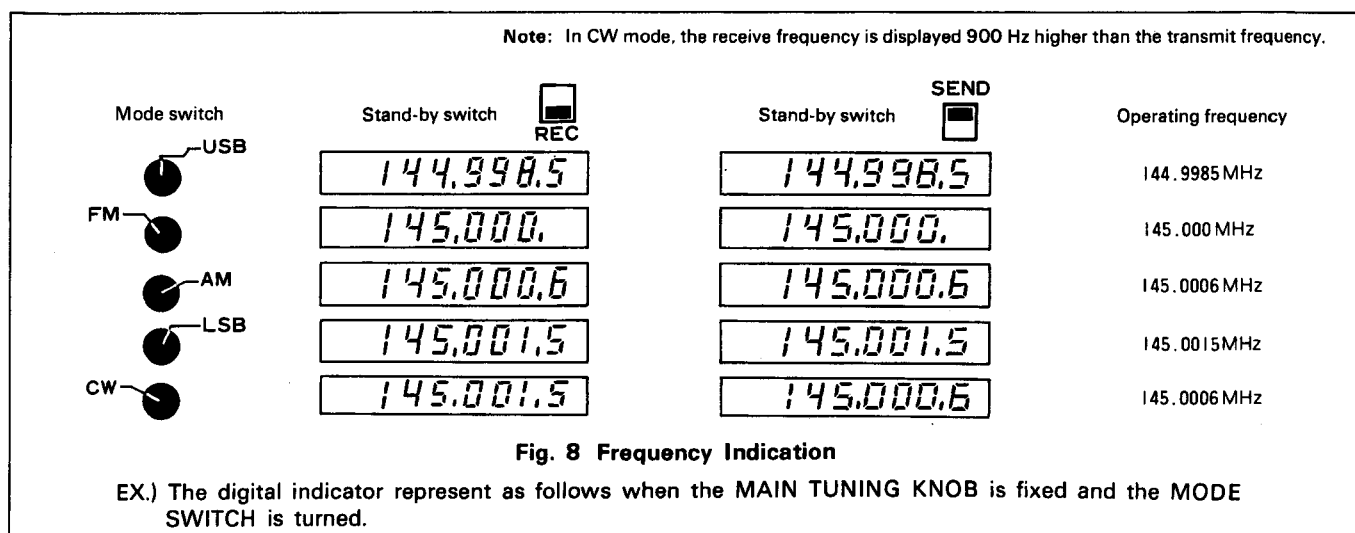 Note: In CW mode, the receive frequency is displayed 900 Hz higher than the transmit frequency.
Mode switch Stand-by switch REC Stand-by switch SEND Operating frequency
USB 144.998.5 144.998.5 144.9985 MHz
FM 145.000. 145.000. 145.000 MHz
AM 145.000.6 145.000.6 145.0006 MHz
LSB 145.001.5 145.001.5 145.0015 MHz
CW 145.001.5 145.000.6 145.0006 MHz
Fig. 8 Frequency Indication
EX.) The digital indicator represent as follows when the MAIN TUNING KNOB is fixed and the MODE
SWITCH is turned.